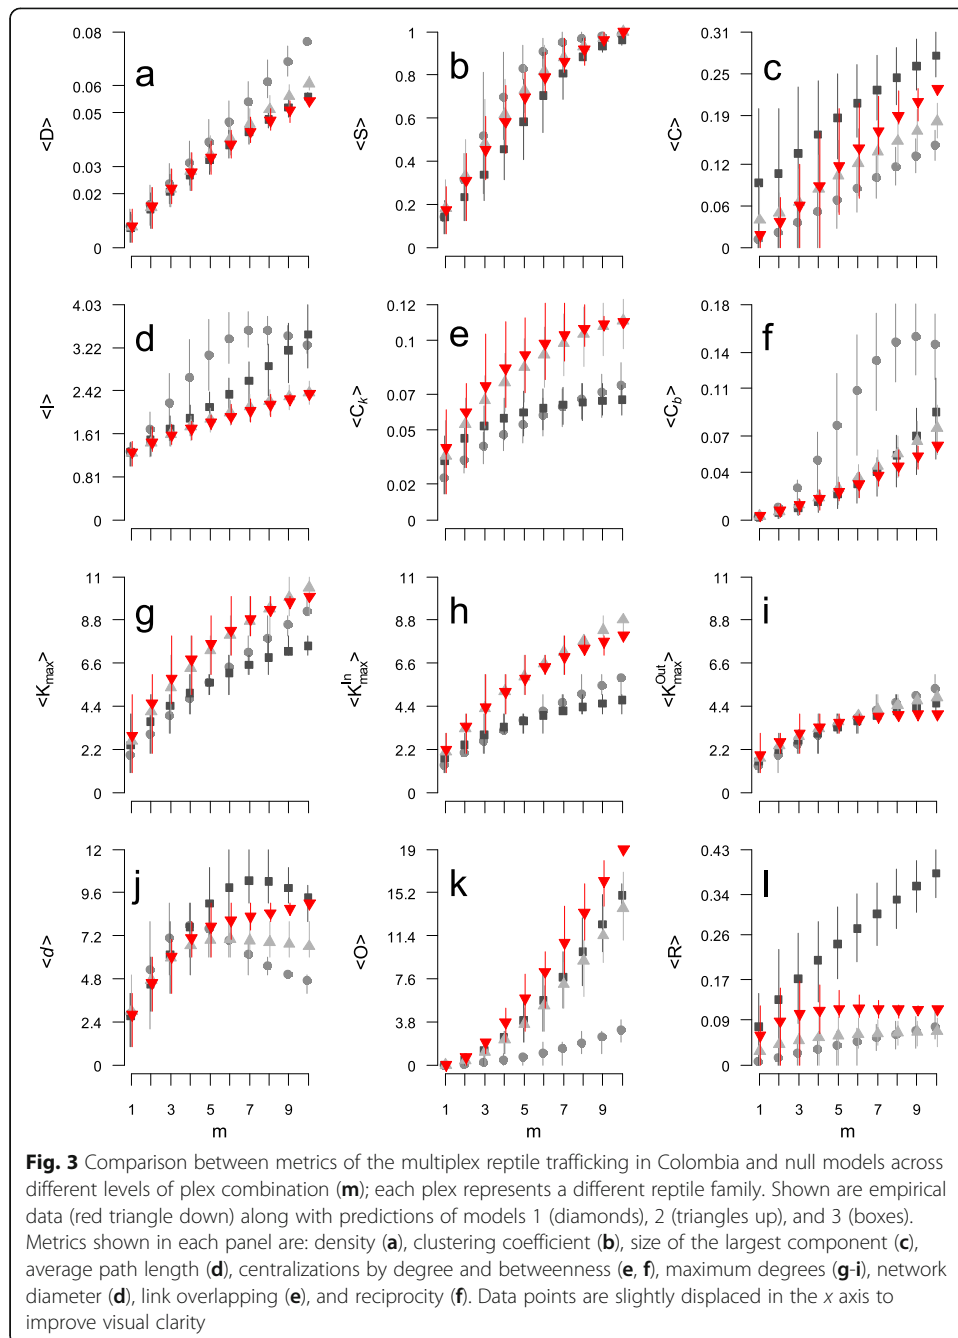 0.08
0.06
0.05
0.03
0.02
0
<D>
a
1
0.8
0.6
0.4
0.2
0
<S>
b
0.31
0.25
0.19
0.12
0.06
0
<C>
c
4.03
3.22
2.42
1.61
0.81
0
<l>
d
0.12
0.1
0.07
0.05
0.02
0
<Ck>
e
0.18
0.14
0.11
0.07
0.04
0
<Cb>
f
11
8.8
6.6
4.4
2.2
0
<Kmax>
g
11
8.8
6.6
4.4
2.2
0
<K^In_max>
h
11
8.8
6.6
4.4
2.2
0
<K^Out_max>
i
12
9.6
7.2
4.8
2.4
0
<d>
j
1 3 5 7 9
m
19
15.2
11.4
7.6
3.8
0
<O>
k
1 3 5 7 9
m
0.43
0.34
0.26
0.17
0.09
0
<R>
l
1 3 5 7 9
m
Fig. 3 Comparison between metrics of the multiplex reptile trafficking in Colombia and null models across
different levels of plex combination (m); each plex represents a different reptile family. Shown are empirical
data (red triangle down) along with predictions of models 1 (diamonds), 2 (triangles up), and 3 (boxes).
Metrics shown in each panel are: density (a), clustering coefficient (b), size of the largest component (c),
average path length (d), centralizations by degree and betweenness (e, f), maximum degrees (g-i), network
diameter (d), link overlapping (e), and reciprocity (f). Data points are slightly displaced in the x axis to
improve visual clarity